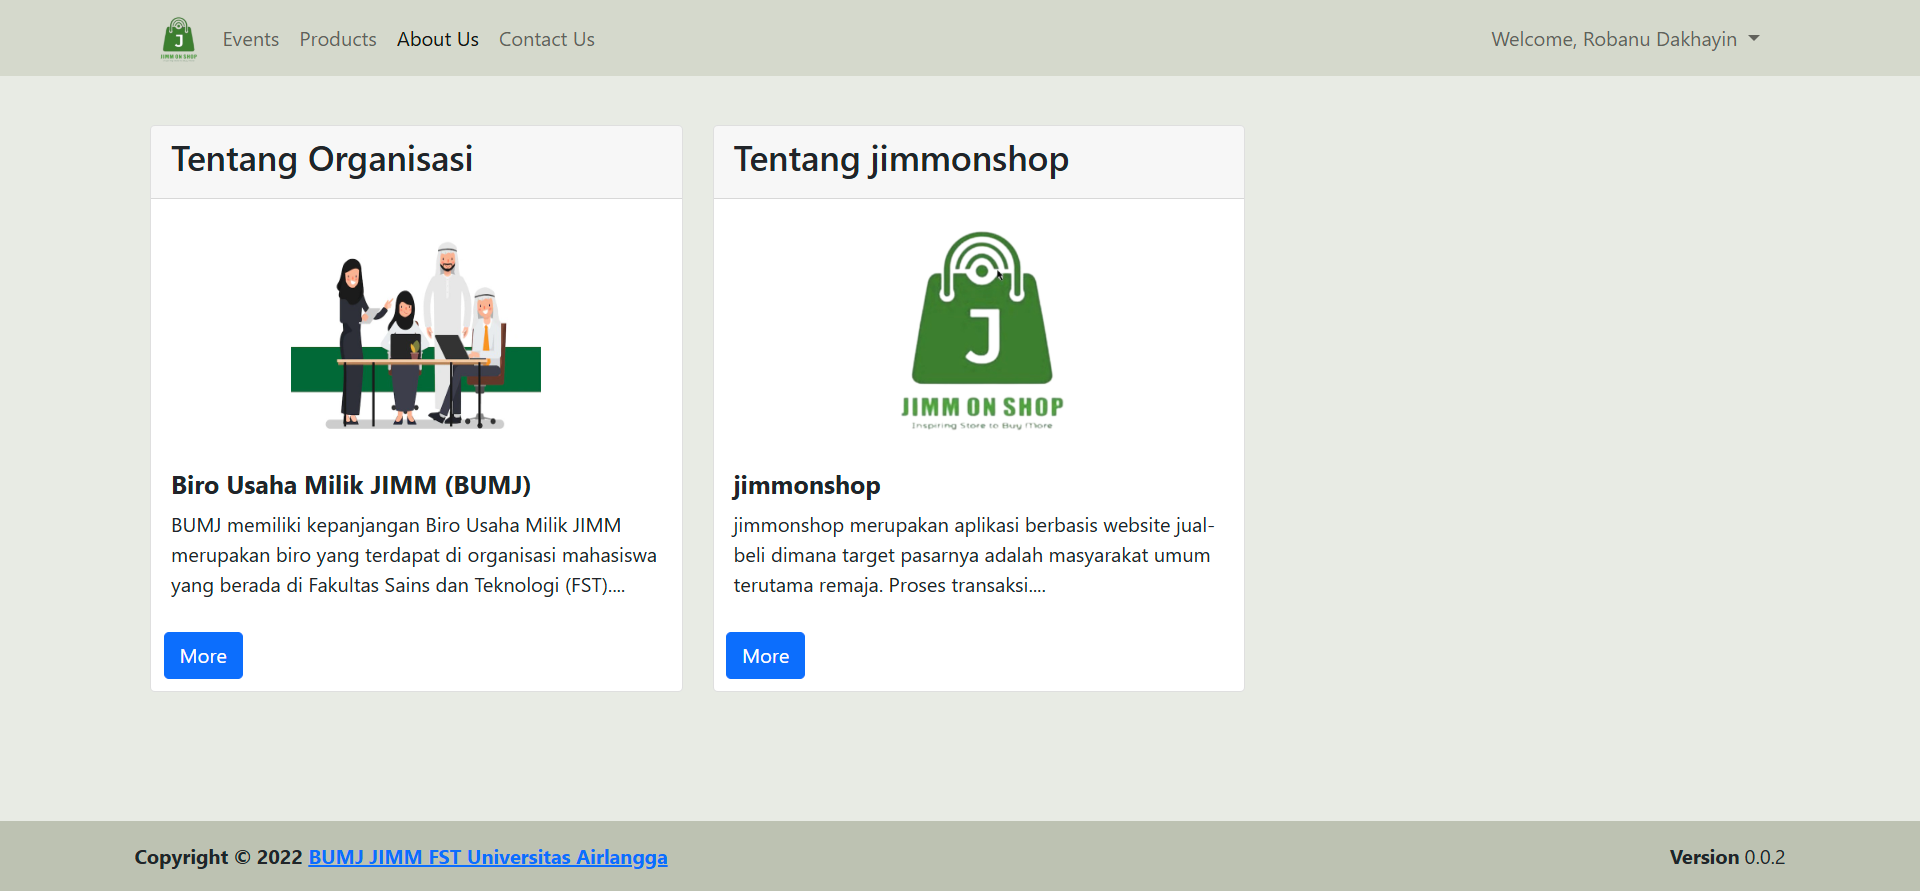 J
JIMM ON SHOP
Events
Products
About Us
Contact Us
Welcome, Robanu Dakhayin
Tentang Organisasi
Biro Usaha Milik JIMM (BUMJ)
BUMJ memiliki kepanjangan Biro Usaha Milik JIMM
merupakan biro yang terdapat di organisasi mahasiswa
yang berada di Fakultas Sains dan Teknologi (FST)....
More
Tentang jimmonshop
J
JIMM ON SHOP
Inspiring Store to Buy More
jimmonshop
jimmonshop merupakan aplikasi berbasis website jual-
beli dimana target pasarnya adalah masyarakat umum
terutama remaja. Proses transaksi....
More
Copyright © 2022 BUMJ JIMM FST Universitas Airlangga
Version 0.0.2